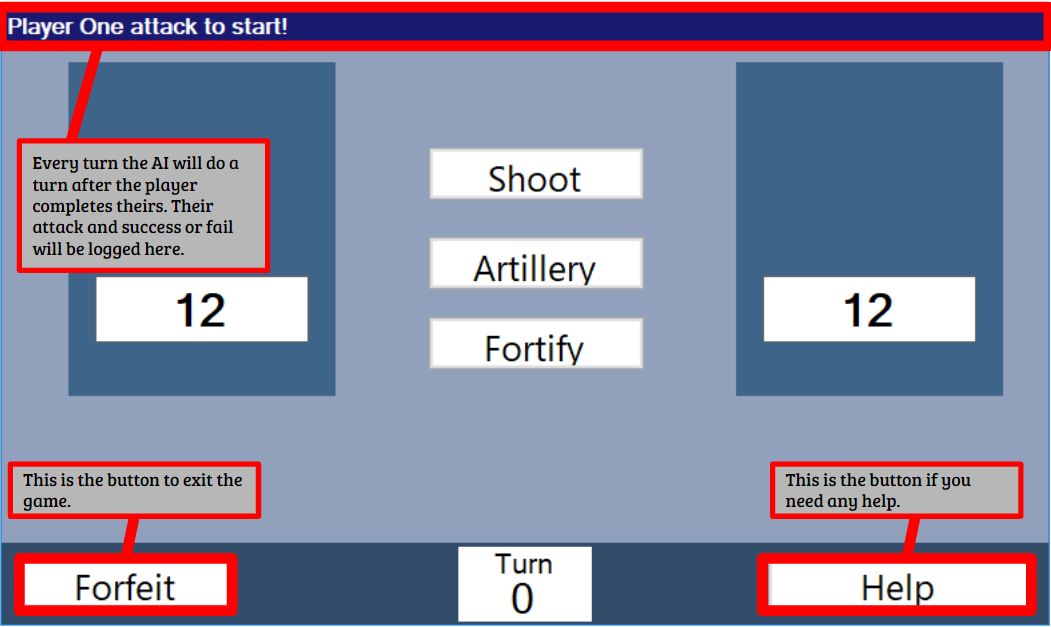 Player One attack to start!
Every turn the AI will do a
turn after the player
completes theirs. Their
attack and success or fail
will be logged here.
12
Shoot
Artillery
Fortify
12
This is the button to exit the
game.
This is the button if you
need any help.
Forfeit
Turn
0
Help